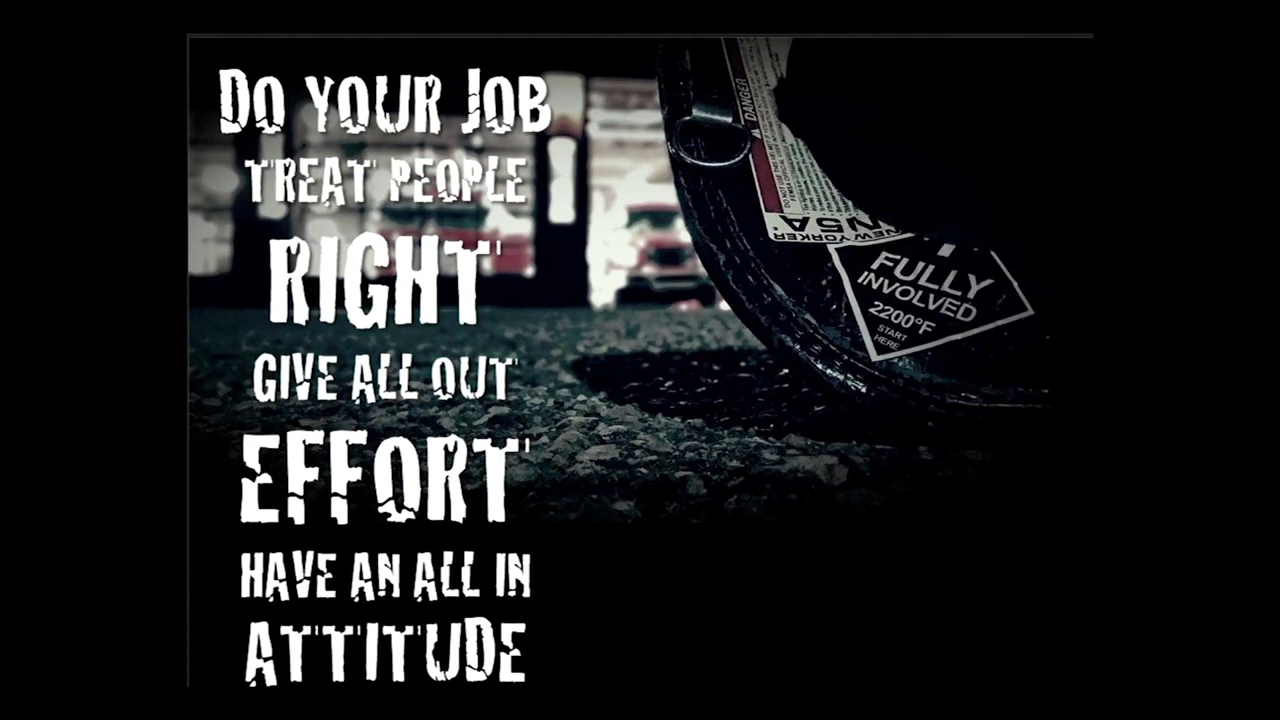 DO YOUR JOB
TREAT PEOPLE
RIGHT
GIVE ALL OUT
EFFORT
HAVE AN ALL IN
ATTITUDE
DANGER
N5A
NEW YORKER
FULLY
INVOLVED
2200°F
START
HERE